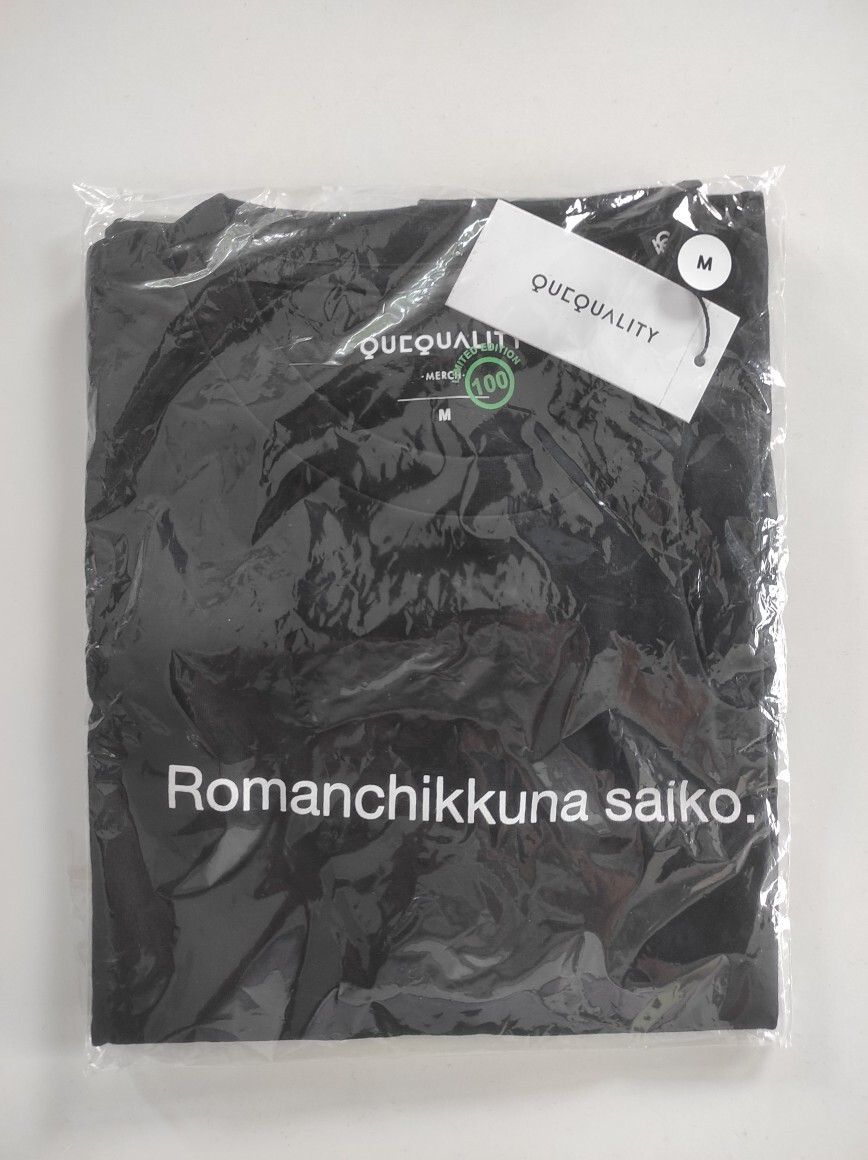 M
QUEQUALITY
QUEQUALITY
LIMITED EDITION
·MERCH·
100
M
Romanchikkuna saiko.